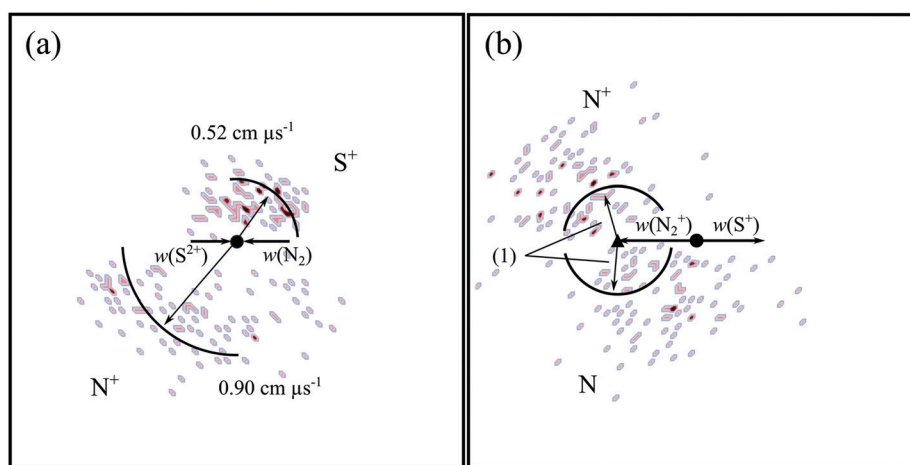 (a)
0.52 cm µs⁻¹
S⁺
w(S²⁺)
w(N₂)
N⁺
0.90 cm µs⁻¹
(b)
N⁺
w(N₂⁺)
w(S⁺)
(1)
N